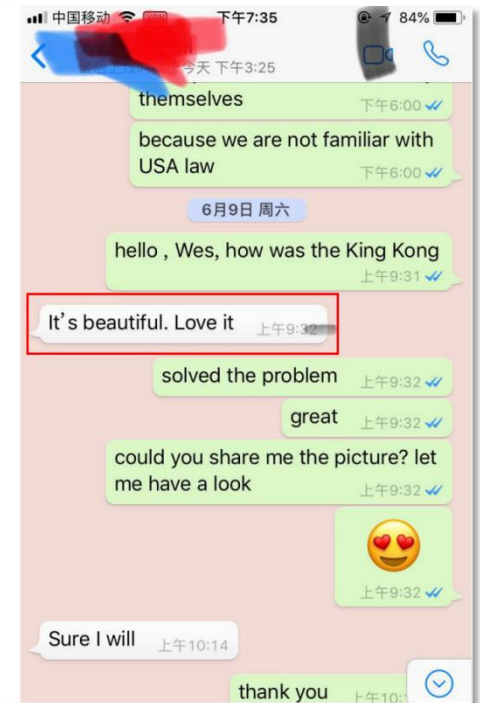 中国移动 VPN 下午7:35 84%
今天 下午3:25
themselves
下午6:00
because we are not familiar with
USA law
下午6:00
6月9日 周六
hello , Wes, how was the King Kong
上午9:31
It's beautiful. Love it
上午9:32
solved the problem
上午9:32
great
上午9:32
could you share me the picture? let
me have a look
上午9:32
上午9:32
Sure I will
上午10:14
thank you
上午10: